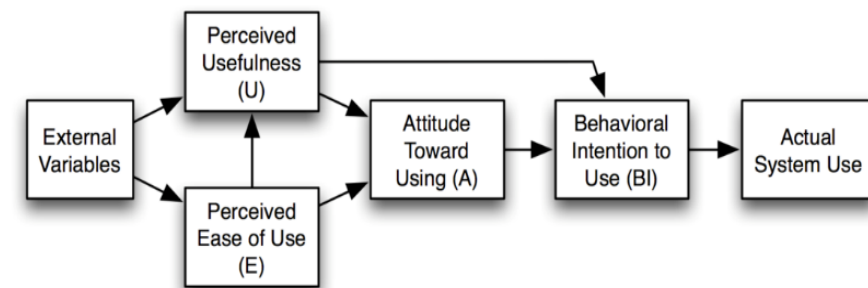 External
Variables
Perceived
Usefulness
(U)
Perceived
Ease of Use
(E)
Attitude
Toward
Using (A)
Behavioral
Intention to
Use (BI)
Actual
System Use